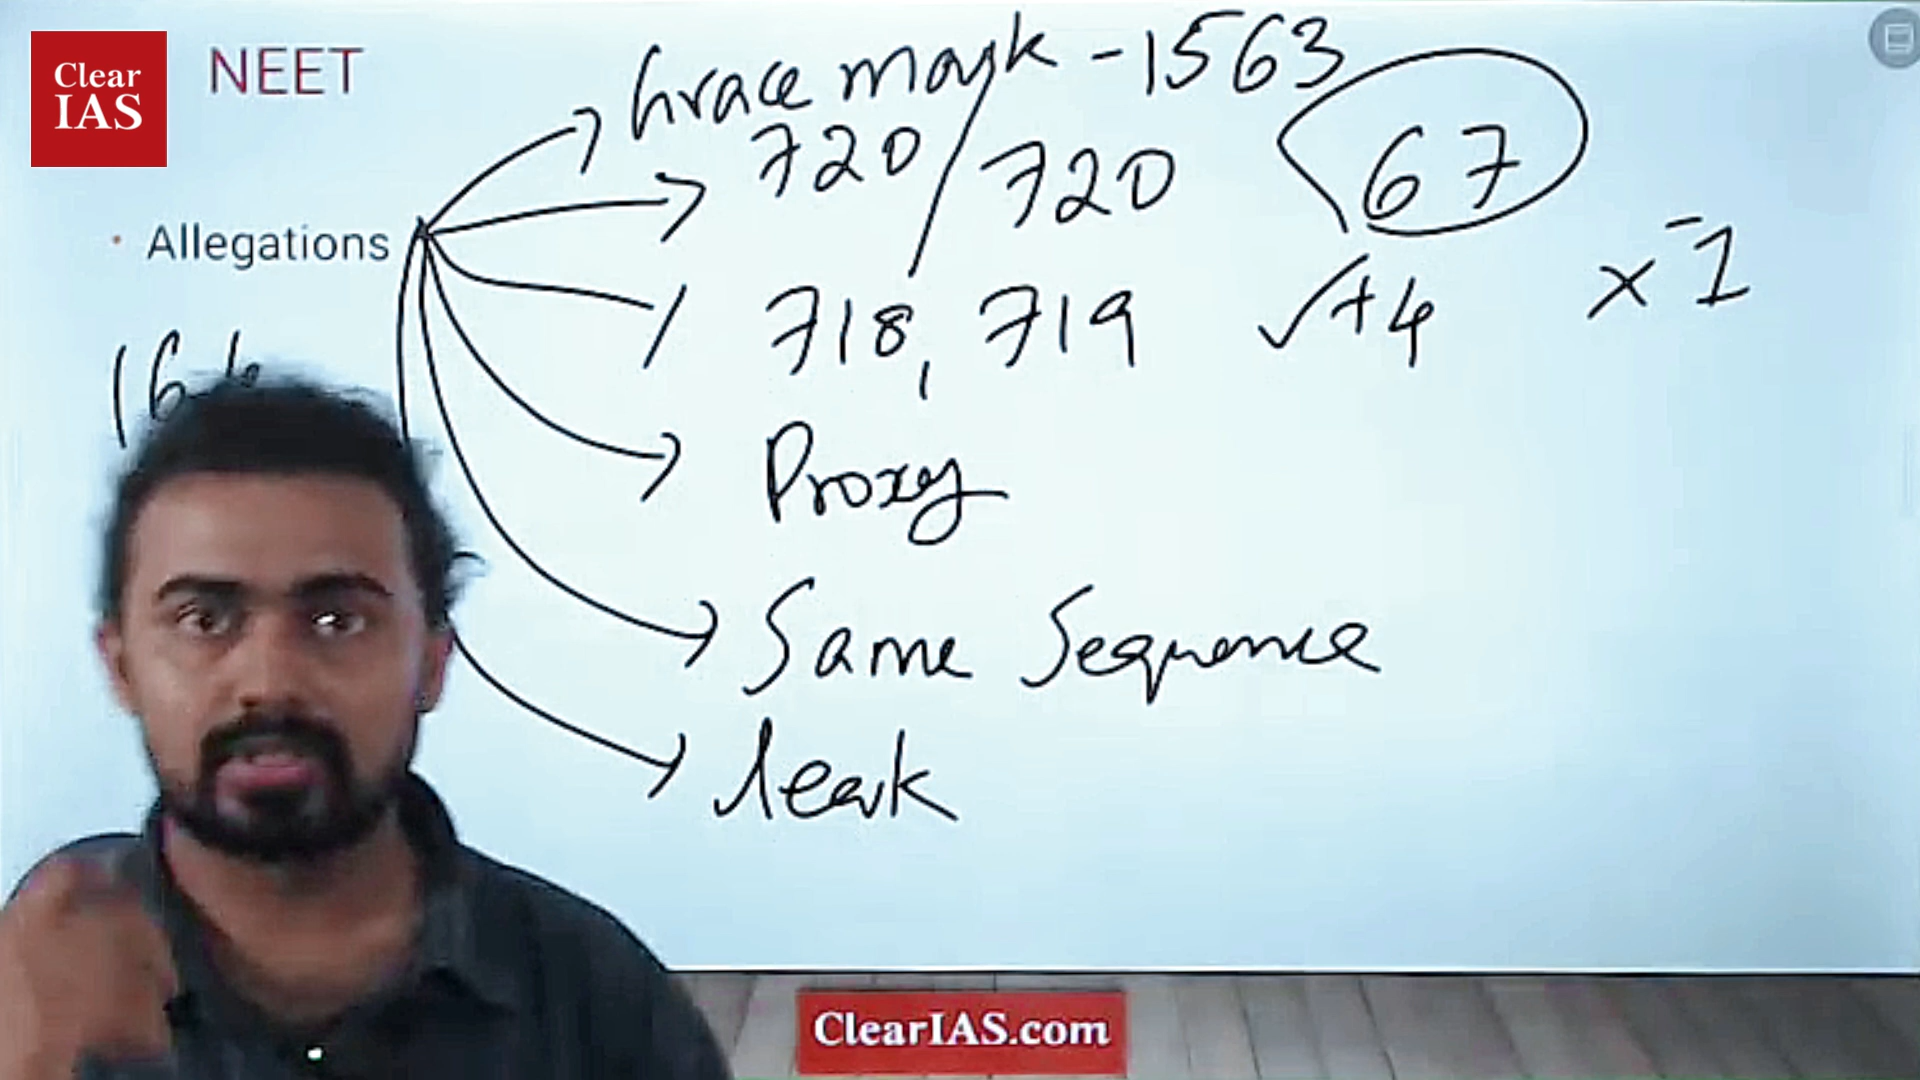 Clear
IAS
NEET
Grace mark - 1563
720/720 67
• Allegations
718, 719 ✓+4 x -1
Proxy
Same Sequence
leak
ClearIAS.com